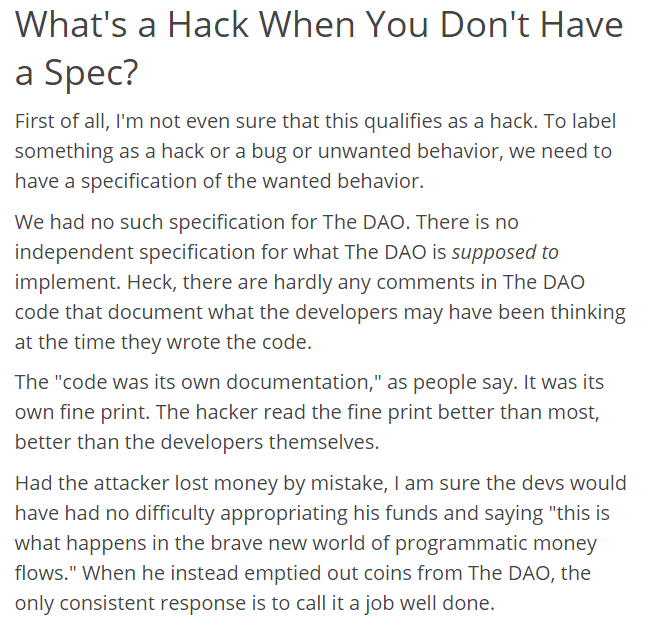 What's a Hack When You Don't Have
a Spec?
First of all, I'm not even sure that this qualifies as a hack. To label
something as a hack or a bug or unwanted behavior, we need to
have a specification of the wanted behavior.
We had no such specification for The DAO. There is no
independent specification for what The DAO is supposed to
implement. Heck, there are hardly any comments in The DAO
code that document what the developers may have been thinking
at the time they wrote the code.
The "code was its own documentation," as people say. It was its
own fine print. The hacker read the fine print better than most,
better than the developers themselves.
Had the attacker lost money by mistake, I am sure the devs would
have had no difficulty appropriating his funds and saying "this is
what happens in the brave new world of programmatic money
flows." When he instead emptied out coins from The DAO, the
only consistent response is to call it a job well done.